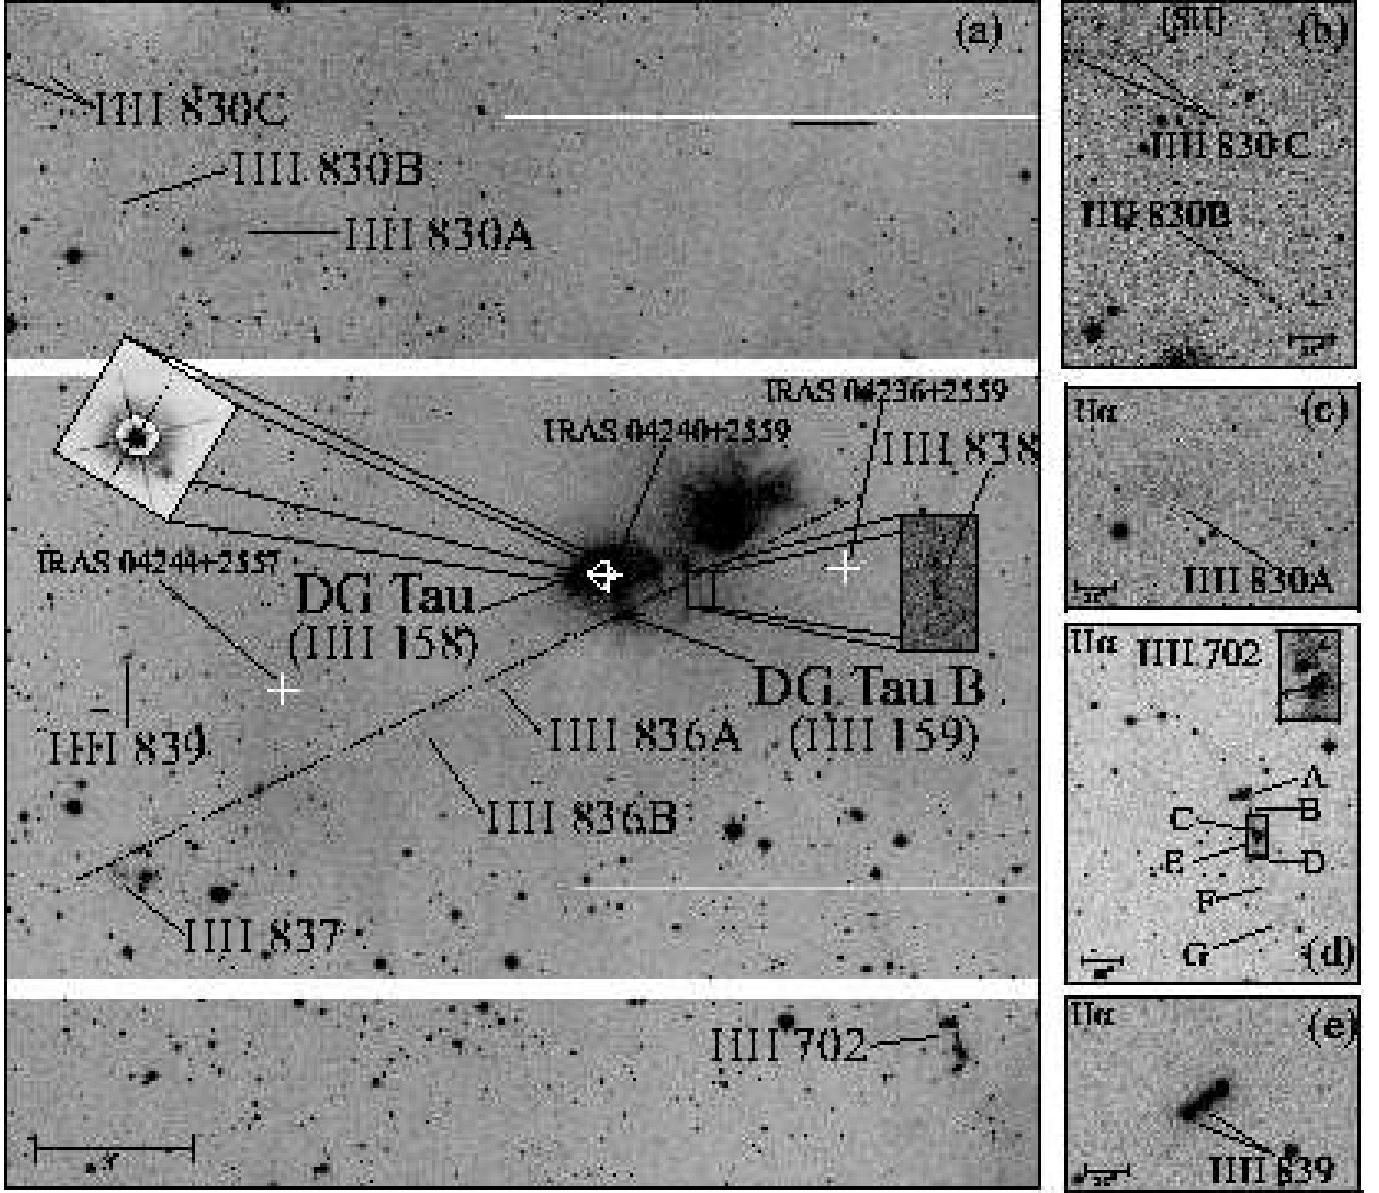 (a)
HH 830C
HH 830B
HH 830A
IRAS 04236+2559
IRAS 04240+2559
HH 838
IRAS 04244+2557
DG Tau
(HH 158)
DG Tau B
(HH 159)
HH 839
HH 836A
HH 836B
HH 837
HH 702
[SII]
(b)
HH 830 C
HH 830B
Hα
(c)
HH 830A
Hα
HH 702
A
B
C
E
D
F
G
(d)
Hα
(e)
HH 839